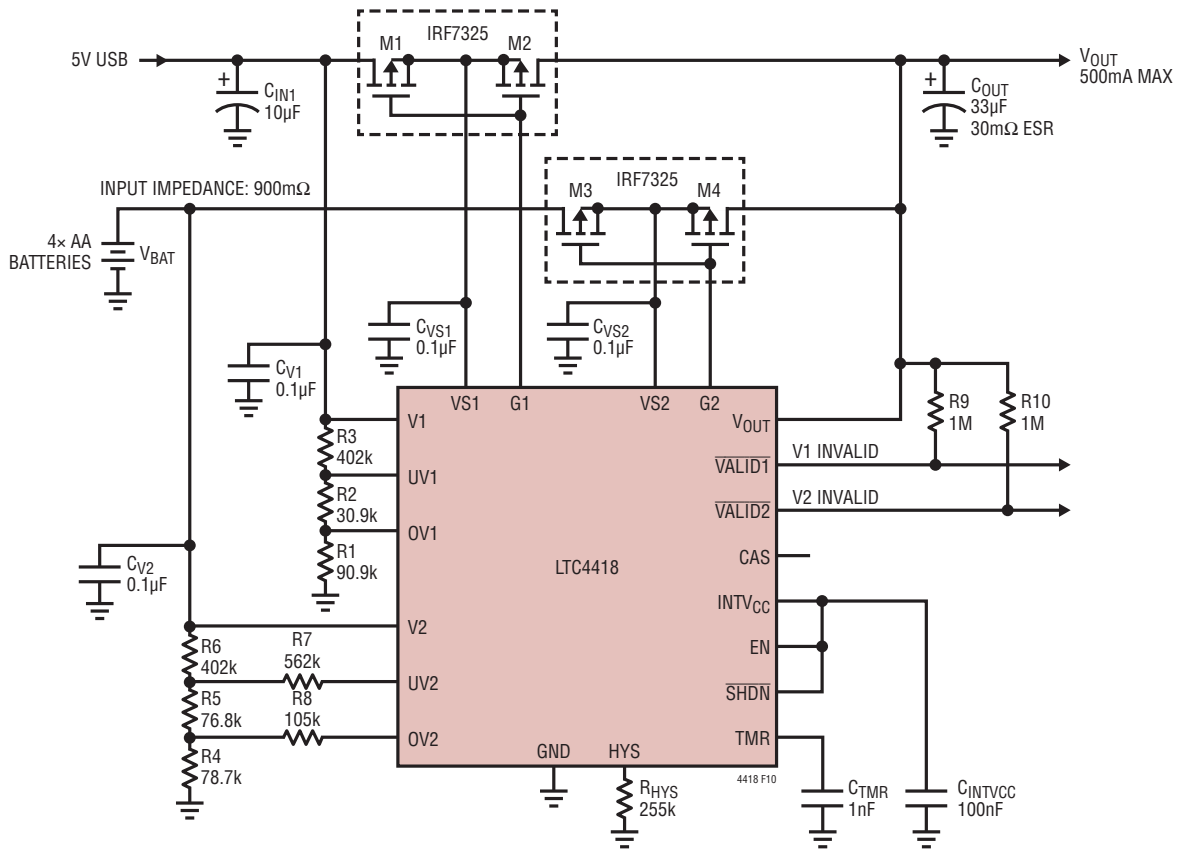 IRF7325
M1
M2
5V USB
+
CIN1
10µF
VOUT
500mA MAX
+
COUT
33µF
30mΩ ESR
INPUT IMPEDANCE: 900mΩ
IRF7325
M3
M4
4× AA
BATTERIES
VBAT
CVS1
0.1µF
CVS2
0.1µF
CV1
0.1µF
VS1
G1
VS2
G2
V1
VOUT
R9
1M
R10
1M
R3
402k
UV1
VALID1
V1 INVALID
R2
30.9k
OV1
VALID2
V2 INVALID
R1
90.9k
LTC4418
CAS
CV2
0.1µF
INTVCC
V2
R6
402k
R7
562k
EN
UV2
SHDN
R5
76.8k
R8
105k
OV2
TMR
R4
78.7k
GND
HYS
4418 F10
RHYS
255k
CTMR
1nF
CINTVCC
100nF